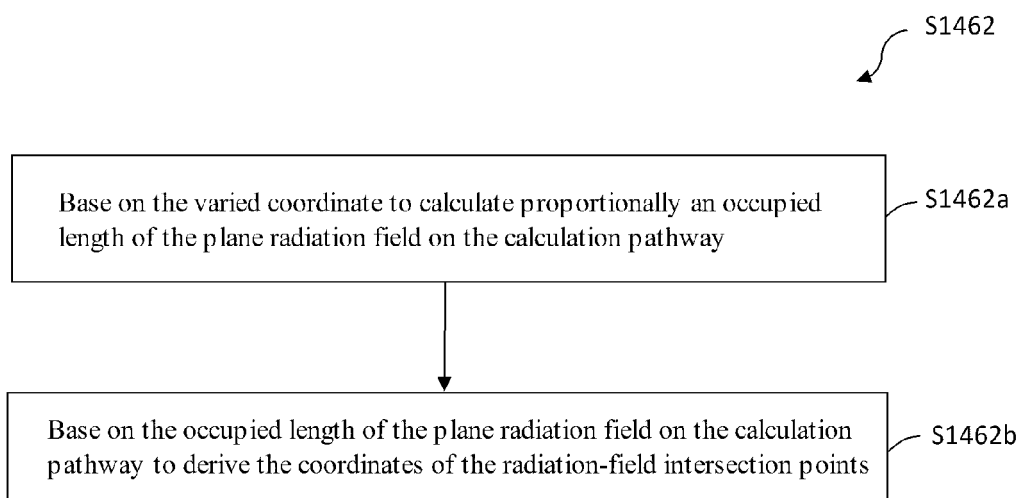 S1462
Base on the varied coordinate to calculate proportionally an occupied
length of the plane radiation field on the calculation pathway
S1462a
Base on the occupied length of the plane radiation field on the calculation
pathway to derive the coordinates of the radiation-field intersection points
S1462b